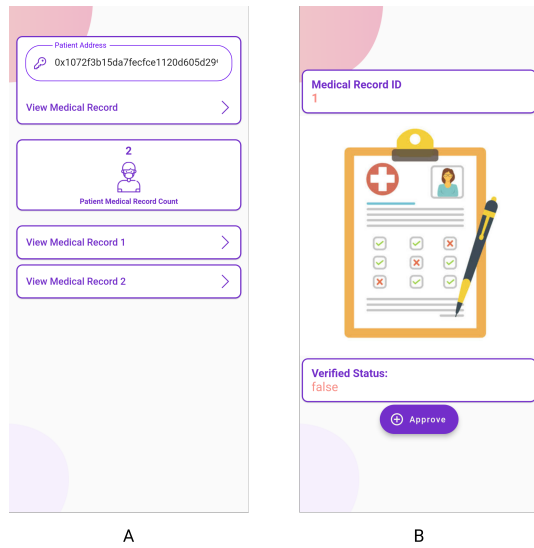 Patient Address
0x1072f3b15da7fecfce1120d605d29
View Medical Record
2
Patient Medical Record Count
View Medical Record 1
View Medical Record 2
A
Medical Record ID
1
Verified Status:
false
Approve
B